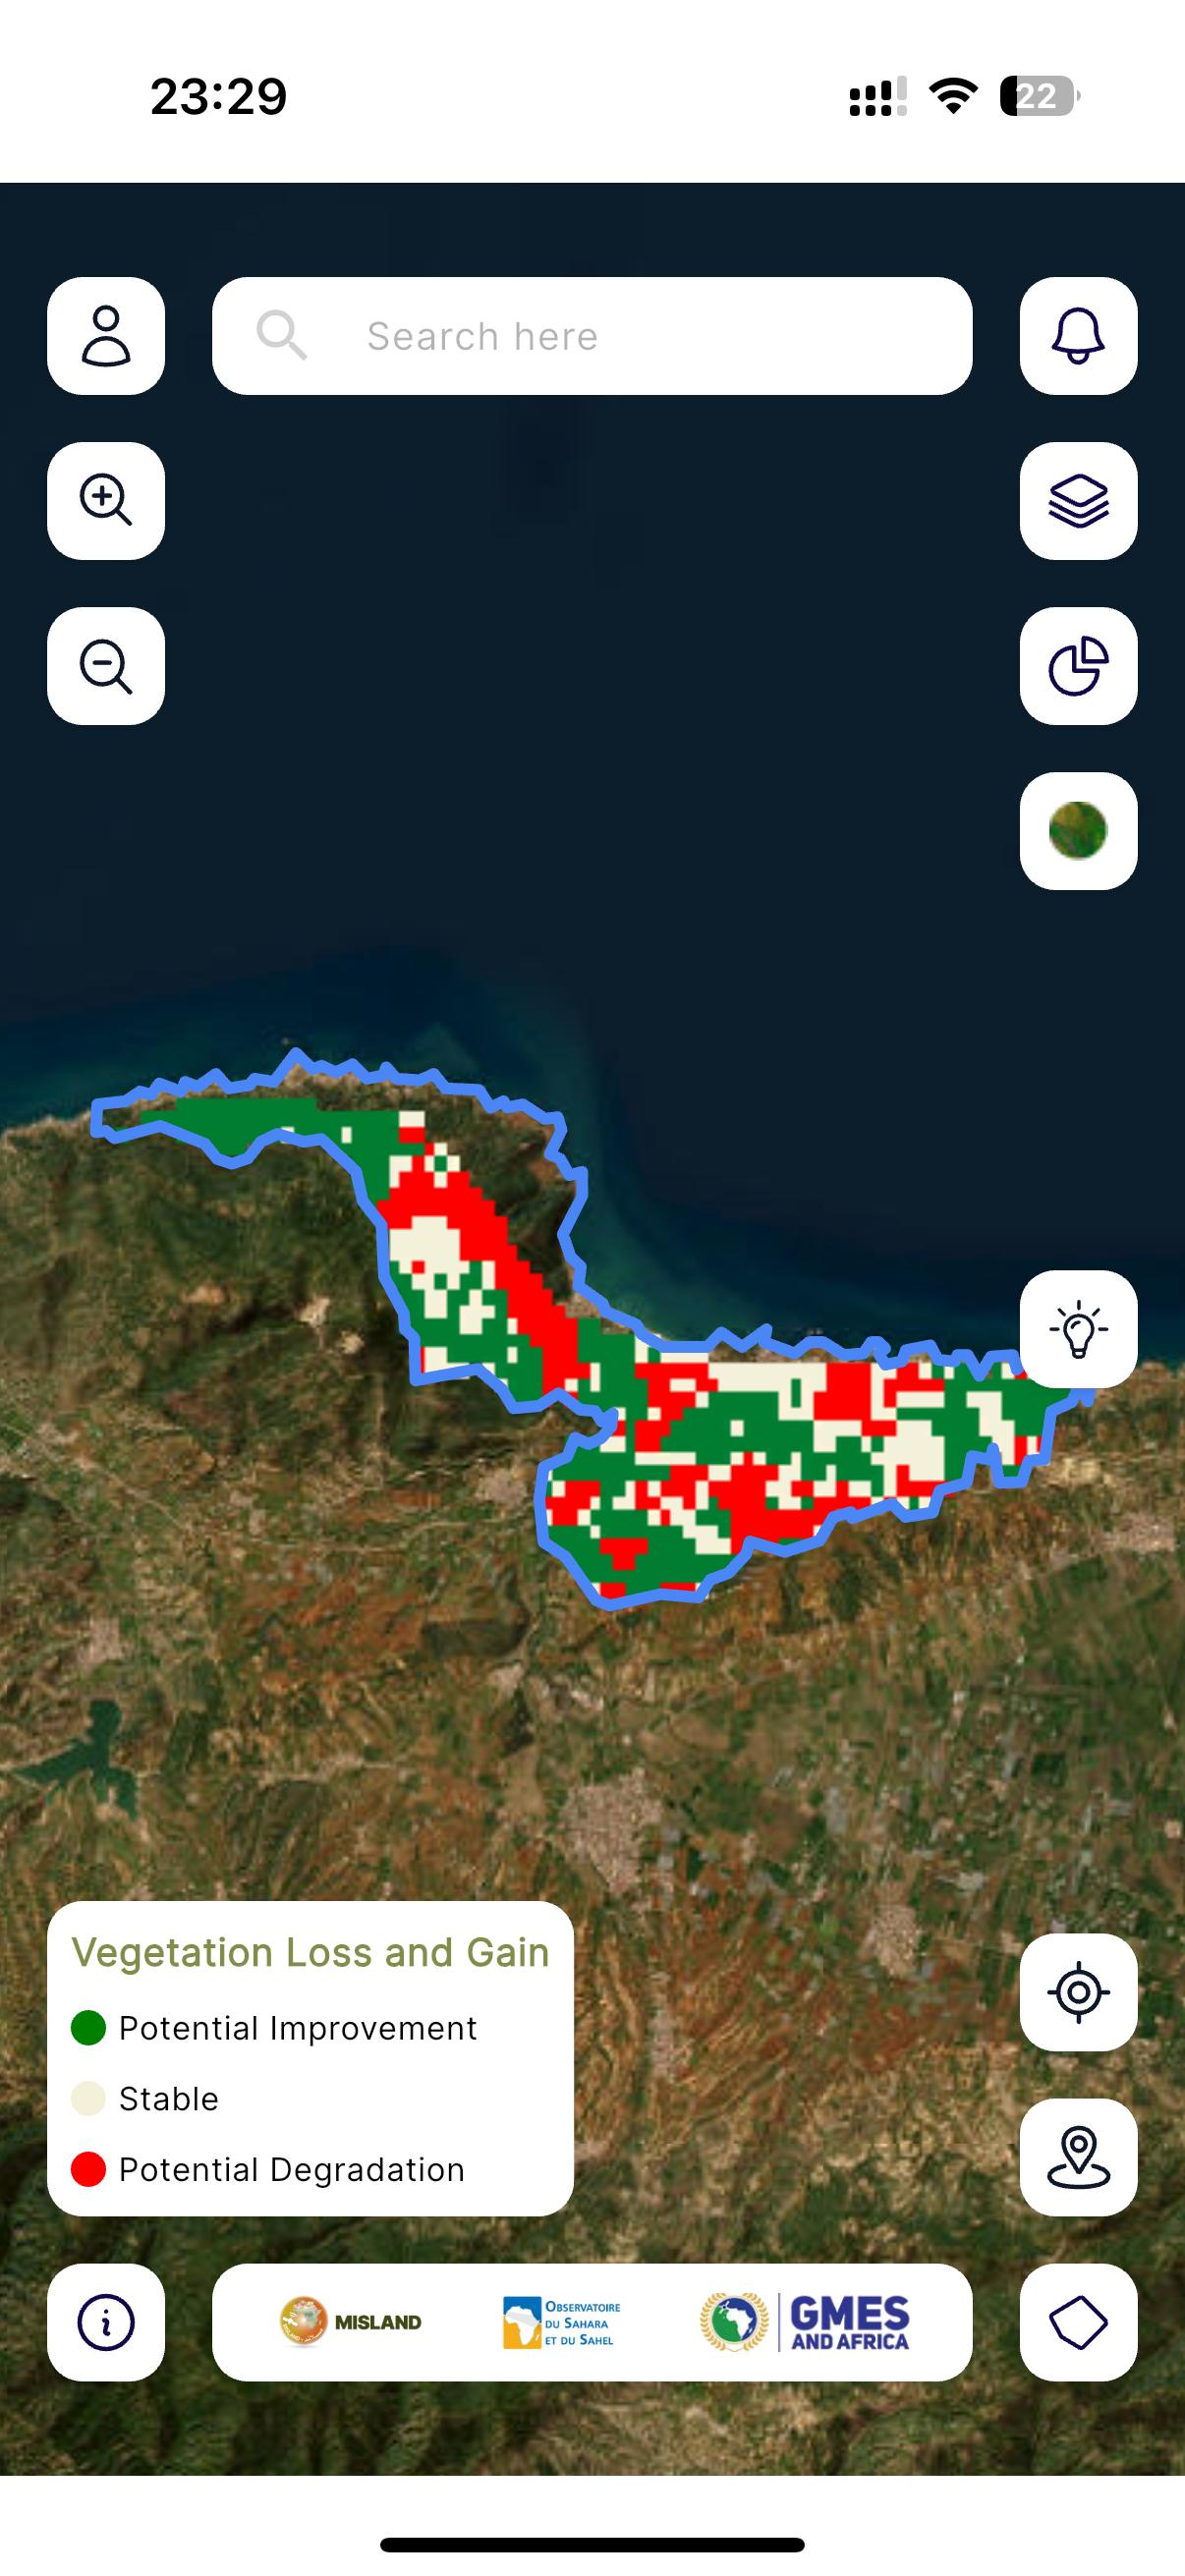 23:29
22
Search here
Vegetation Loss and Gain
Potential Improvement
Stable
Potential Degradation
MISLAND
OBSERVATOIRE
DU SAHARA
ET DU SAHEL
GMES
AND AFRICA